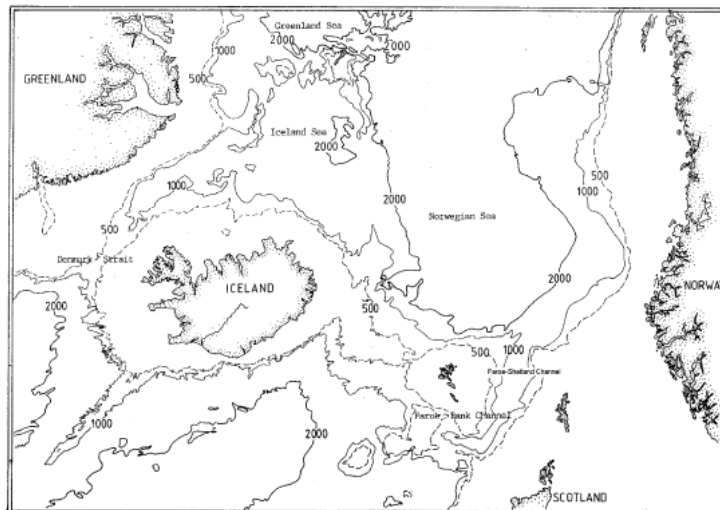 Greenland Sea
2000
2000
1000
GREENLAND
500
Iceland Sea
2000
500
1000
1000
2000
Norwegian Sea
500
Denmark Strait
2000
ICELAND
NORWA
2000
500
500
1000
Faroe-Shetland Channel
Faroe Bank Channel
1000
2000
SCOTLAND